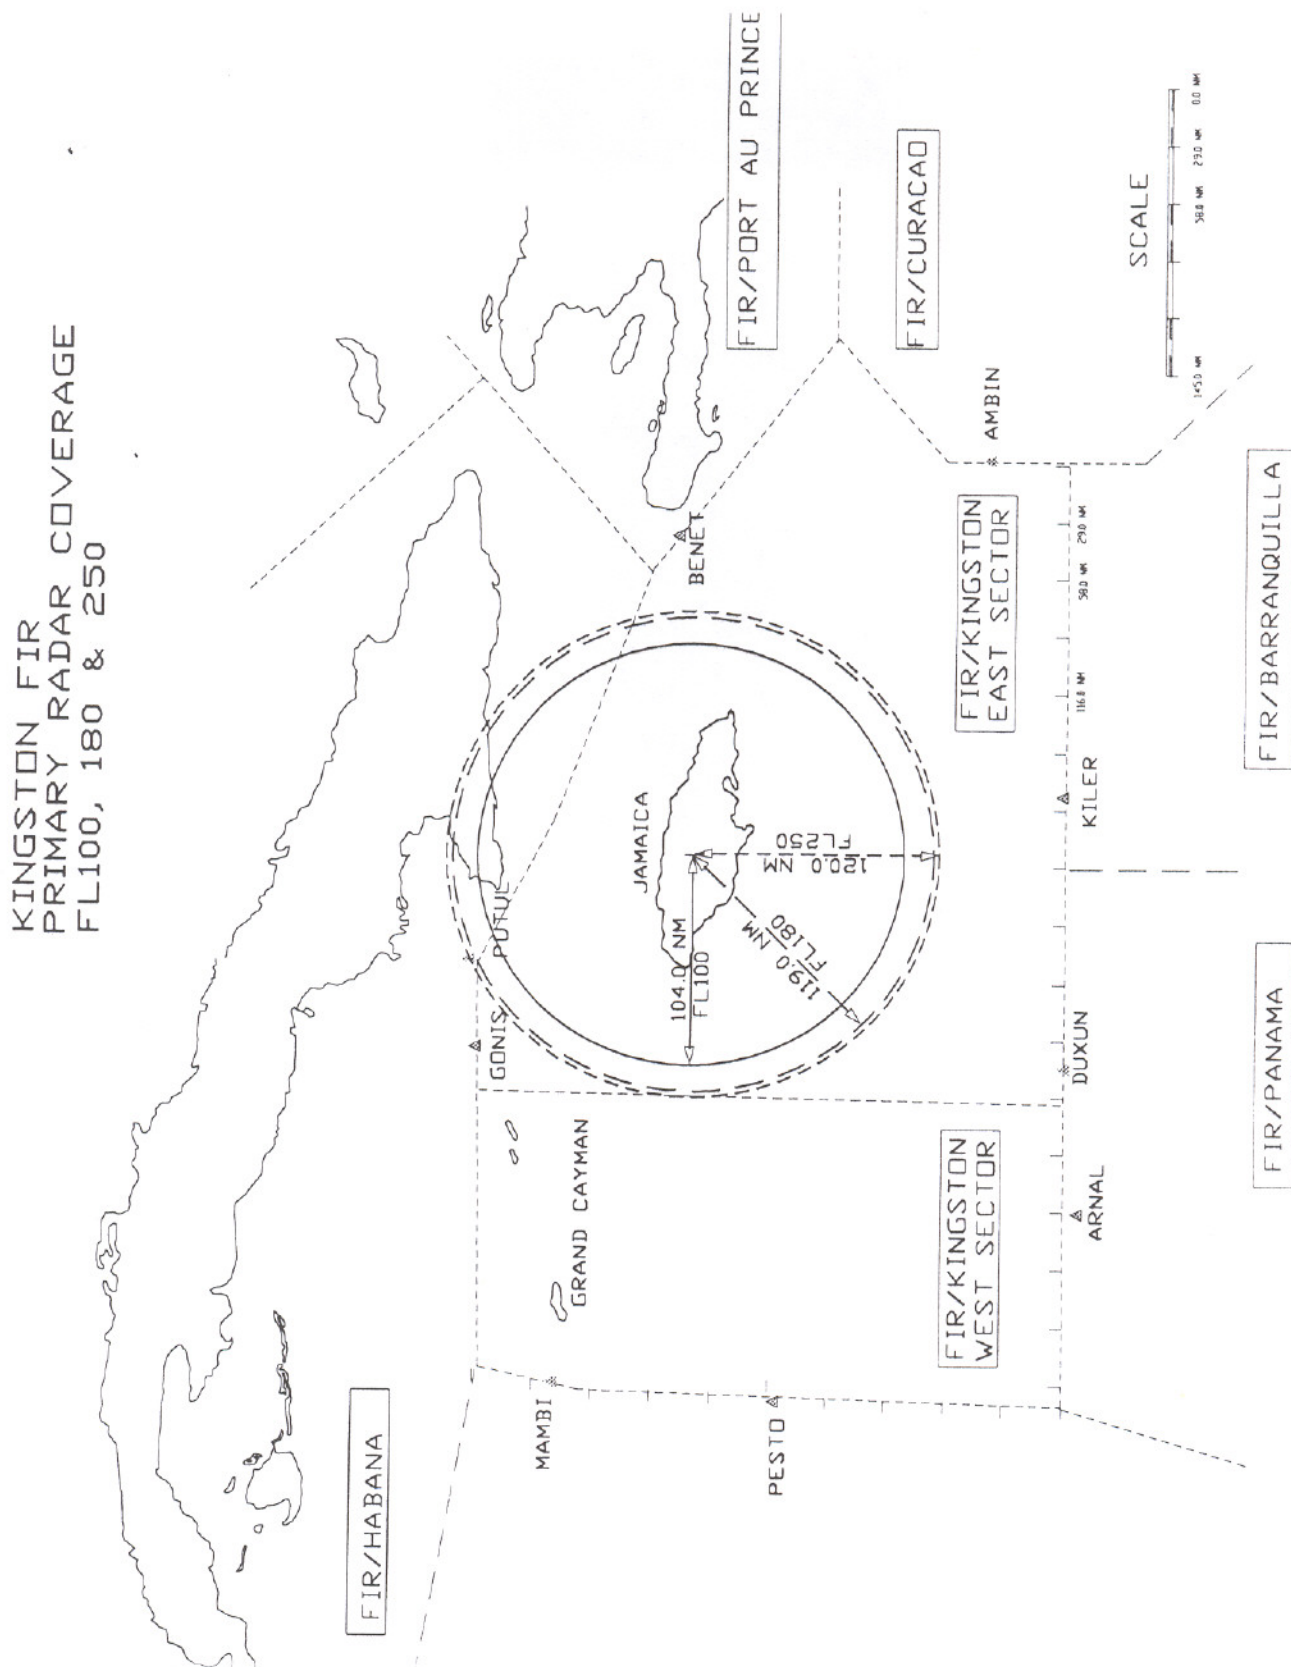 KINGSTON FIR
PRIMARY RADAR COVERAGE
FL100, 180 & 250
FIR/HABANA
MAMBI
PESTO
GRAND CAYMAN
GONIS
PUTUL
JAMAICA
104.0 NM
FL100
119.0 NM
FL180
120.0 NM
FL250
BENET
FIR/PORT AU PRINCE
FIR/CURACAO
AMBIN
FIR/KINGSTON
EAST SECTOR
FIR/KINGSTON
WEST SECTOR
ARNAL
DUXUN
KILER
116.0 NM
58.0 NM
29.0 NM
FIR/PANAMA
FIR/BARRANQUILLA
SCALE
145.0 NM
58.0 NM
29.0 NM
0.0 NM